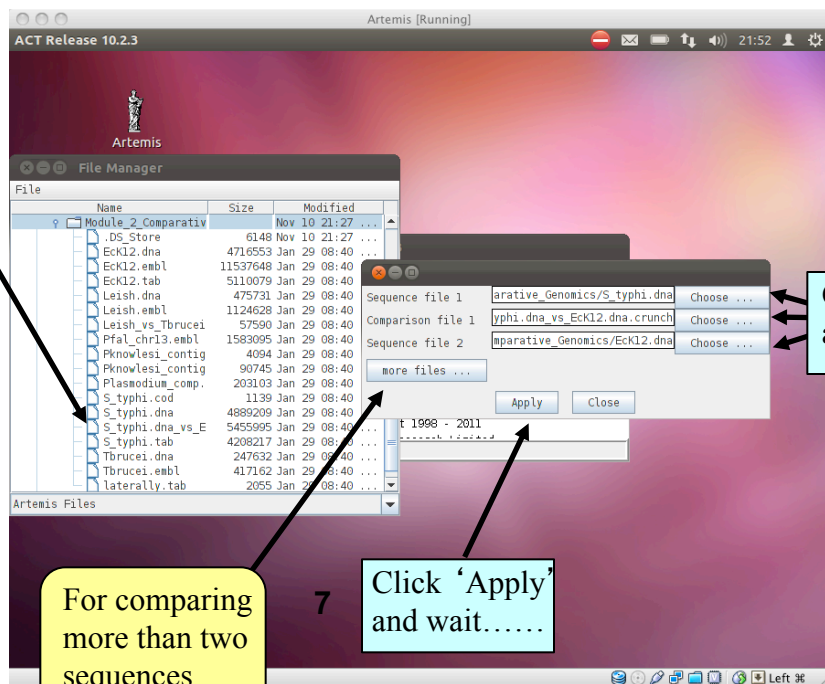 Artemis [Running]
ACT Release 10.2.3
21:52
Artemis
File Manager
File
Name Size Modified
Module_2_Comparativ Nov 10 21:27 ...
.DS_Store 6148 Nov 10 21:27 ...
EcK12.dna 4716553 Jan 29 08:40 ...
EcK12.embl 11537648 Jan 29 08:40
EcK12.tab 5110079 Jan 29 08:40
Leish.dna 475731 Jan 29 08:40
Leish.embl 1124628 Jan 29 08:40
Leish_vs_Tbrucei 57590 Jan 29 08:40
Pfal_chr13.embl 1583095 Jan 29 08:40
Pknowlesi_contig 4094 Jan 29 08:40
Pknowlesi_contig 90745 Jan 29 08:40
Plasmodium_comp. 203103 Jan 29 08:40
S_typhi.cod 1139 Jan 29 08:40
S_typhi.dna 4889209 Jan 29 08:40
S_typhi.dna_vs_E 5455995 Jan 29 08:40 ...
S_typhi.tab 4208217 Jan 29 08:40 ...
Tbrucei.dna 247632 Jan 29 08:40 ...
Tbrucei.embl 417162 Jan 29 08:40 ...
laterally.tab 2055 Jan 29 08:40 ...
Artemis Files
Sequence file 1 arative_Genomics/S_typhi.dna Choose ...
Comparison file 1 yphi.dna_vs_EcK12.dna.crunch Choose ...
Sequence file 2 mparative_Genomics/EcK12.dna Choose ...
more files ...
Apply Close
t 1998 - 2011
For comparing
more than two
sequences
7
Click ‘Apply’
and wait……
Left ⌘